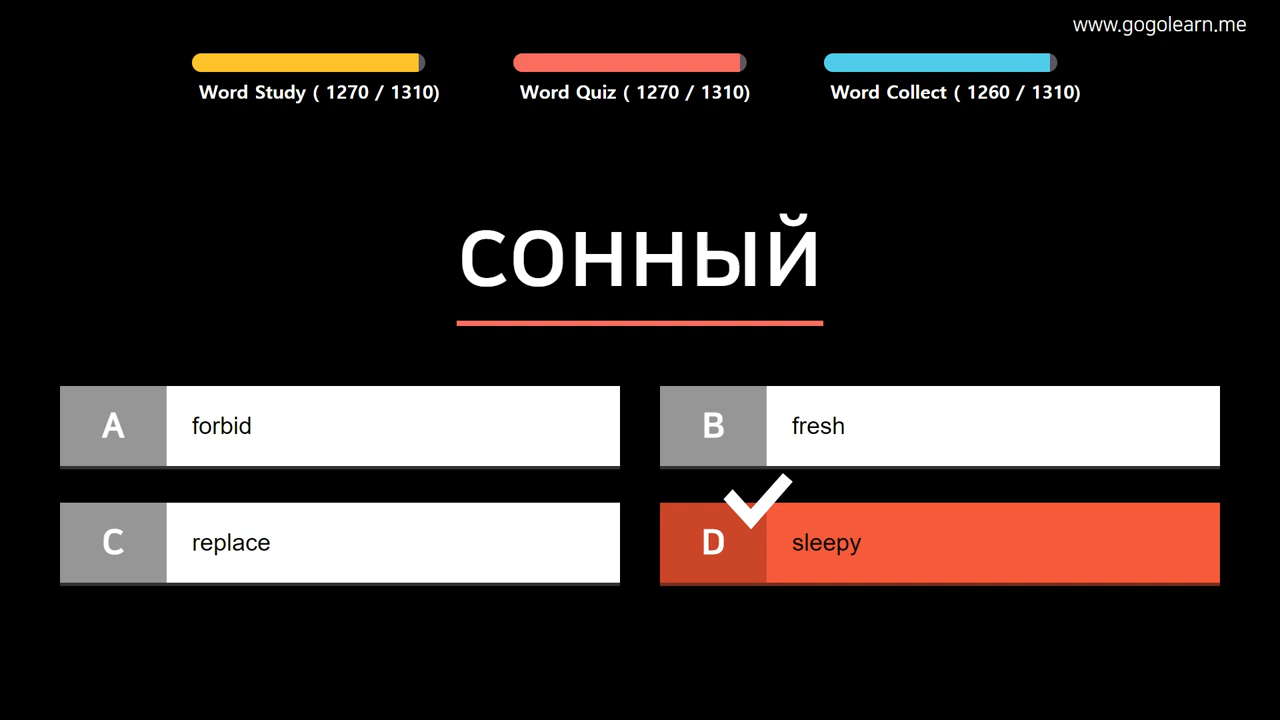 www.gogolearn.me
Word Study ( 1270 / 1310)
Word Quiz ( 1270 / 1310)
Word Collect ( 1260 / 1310)
сонный
A forbid
B fresh
C replace
D sleepy